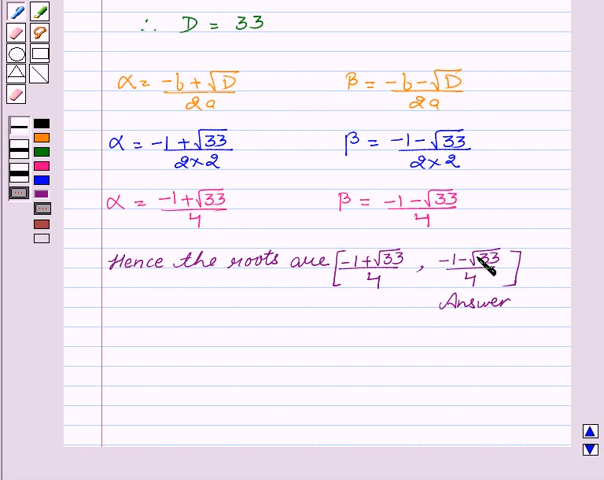 ∴ D = 33
α = (-b + √D)/2a    β = (-b - √D)/2a
α = (-1 + √33)/(2×2)    β = (-1 - √33)/(2×2)
α = (-1 + √33)/4    β = (-1 - √33)/4
Hence the roots are [(-1 + √33)/4 , (-1 - √33)/4]
Answer